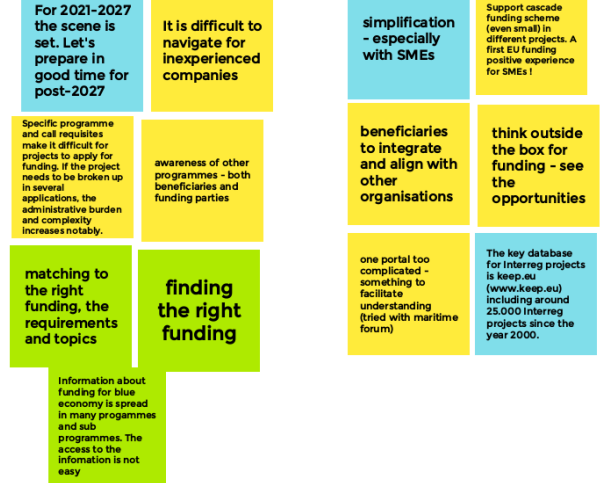 For 2021-2027
the scene is
set. Let's
prepare in
good time for
post-2027
It is difficult to
navigate for
inexperienced
companies
Specific programme
and call requisites
make it difficult for
projects to apply for
funding. If the project
needs to be broken up
in several
applications, the
administrative burden
and complexity
increases notably.
awareness of other
programmes - both
beneficiaries and
funding parties
matching to
the right
funding, the
requirements
and topics
finding
the right
funding
Information about
funding for blue
economy is spread
in many progammes
and sub
programmes. The
access to the
infomation is not
easy
simplification
- especially
with SMEs
Support cascade
funding scheme
(even small) in
different projects. A
first EU funding
positive experience
for SMEs !
beneficiaries
to integrate
and align with
other
organisations
think outside
the box for
funding - see
the
opportunities
one portal too
complicated -
something to
facilitate
understanding
(tried with maritime
forum)
The key database
for Interreg projects
is keep.eu
(www.keep.eu)
including around
25.000 Interreg
projects since the
year 2000.